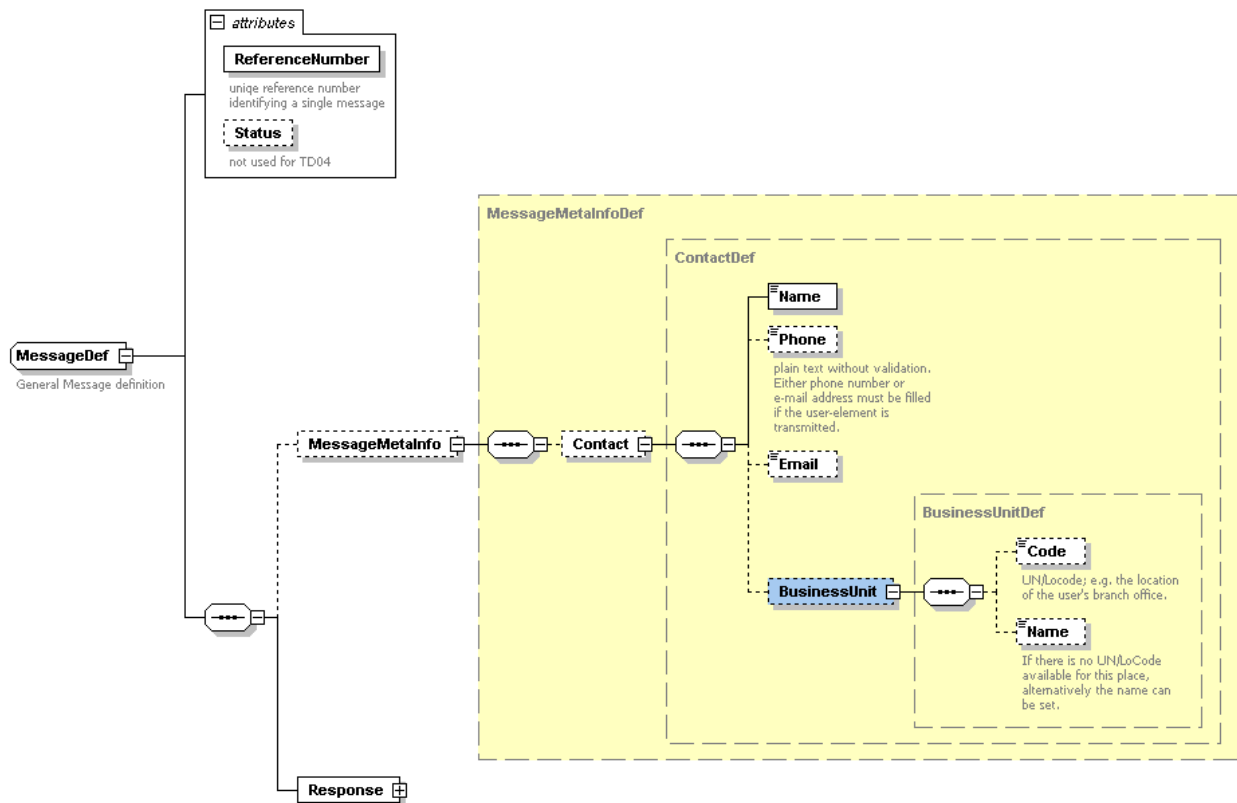 attributes
ReferenceNumber
uniqe reference number
identifying a single message
Status
not used for TD04
MessageDef
General Message definition
MessageMetaInfoDef
ContactDef
Name
Phone
plain text without validation.
Either phone number or
e-mail address must be filled
if the user-element is
transmitted.
MessageMetaInfo
Contact
Email
BusinessUnitDef
Code
UN/Locode; e.g. the location
of the user's branch office.
BusinessUnit
Name
If there is no UN/LoCode
available for this place,
alternatively the name can
be set.
Response